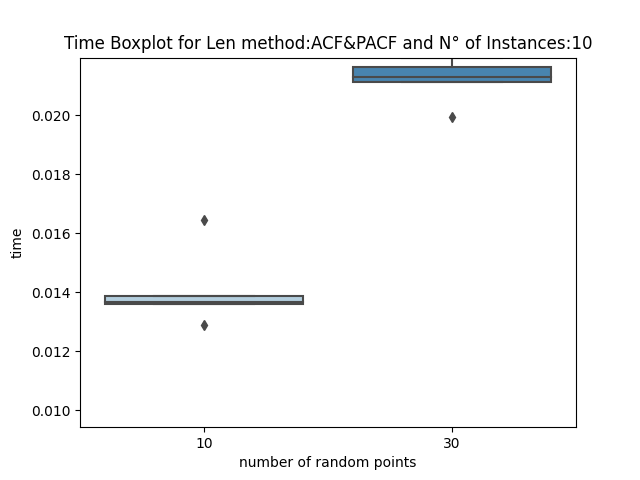 Time Boxplot for Len method:ACF&PACF and N° of Instances:10
0.020
0.018
0.016
0.014
0.012
0.010
time
10
30
number of random points